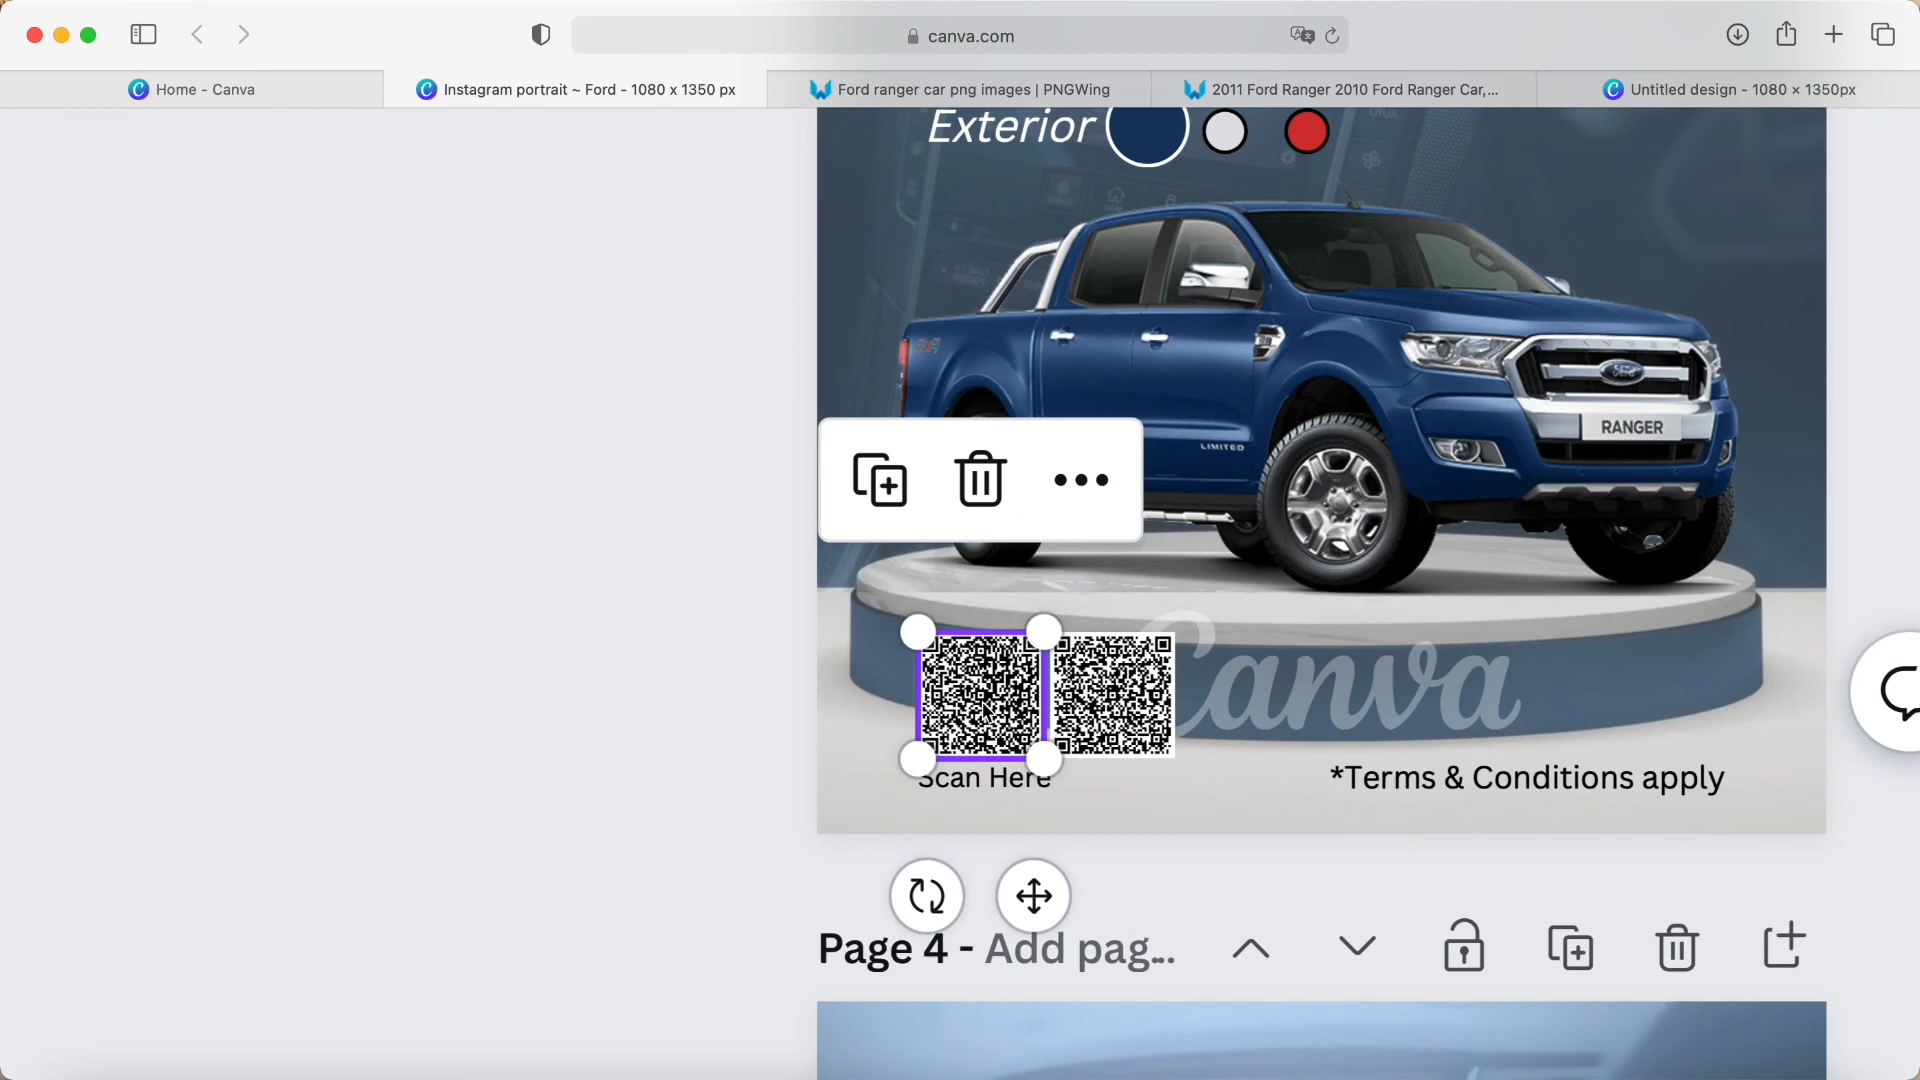 canva.com
Home - Canva
Instagram portrait ~ Ford - 1080 x 1350 px
Ford ranger car png images | PNGWing
2011 Ford Ranger 2010 Ford Ranger Car,...
Untitled design - 1080 × 1350px
Exterior
Ford
RANGER
LIMITED
Canva
Scan Here
*Terms & Conditions apply
Page 4 - Add pag...